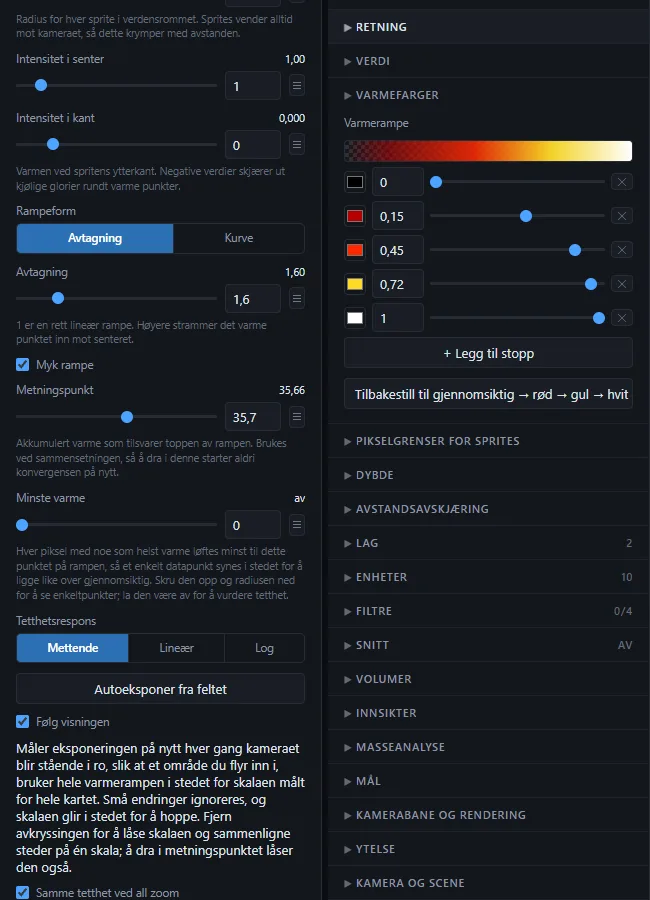 Radius for hver sprite i verdensrommet. Sprites vender alltid
mot kameraet, så dette krymper med avstanden.
Intensitet i senter 1,00
1
Intensitet i kant 0,000
0
Varmen ved spritens ytterkant. Negative verdier skjærer ut
kjølige glorier rundt varme punkter.
Rampeform
Avtagning Kurve
Avtagning 1,60
1,6
1 er en rett lineær rampe. Høyere strammer det varme
punktet inn mot senteret.
Myk rampe
Metningspunkt 35,66
35,7
Akkumulert varme som tilsvarer toppen av rampen. Brukes
ved sammensetningen, så å dra i denne starter aldri
konvergensen på nytt.
Minste varme av
0
Hver piksel med noe som helst varme løftes minst til dette
punktet på rampen, så et enkelt datapunkt synes i stedet for å
ligge like over gjennomsiktig. Skru den opp og radiusen ned
for å se enkeltpunkter; la den være av for å vurdere tetthet.
Tetthetsrespons
Mettende Lineær Log
Autoeksponer fra feltet
Følg visningen
Måler eksponeringen på nytt hver gang kameraet
blir stående i ro, slik at et område du flyr inn i,
bruker hele varmerampen i stedet for skalaen målt
for hele kartet. Små endringer ignoreres, og
skalaen glir i stedet for å hoppe. Fjern
avkryssingen for å låse skalaen og sammenligne
steder på én skala; å dra i metningspunktet låser
den også.
Samme tetthet ved all zoom
RETNING
VERDI
VARMEFARGER
Varmerampe
0
0,15
0,45
0,72
1
+ Legg til stopp
Tilbakestill til gjennomsiktig → rød → gul → hvit
PIKSELGRENSER FOR SPRITES
DYBDE
AVSTANDSAVSKJÆRING
LAG 2
ENHETER 10
FILTRE 0/4
SNITT AV
VOLUMER
INNSIKTER
MASSEANALYSE
MÅL
KAMERABANE OG RENDERING
YTELSE
KAMERA OG SCENE